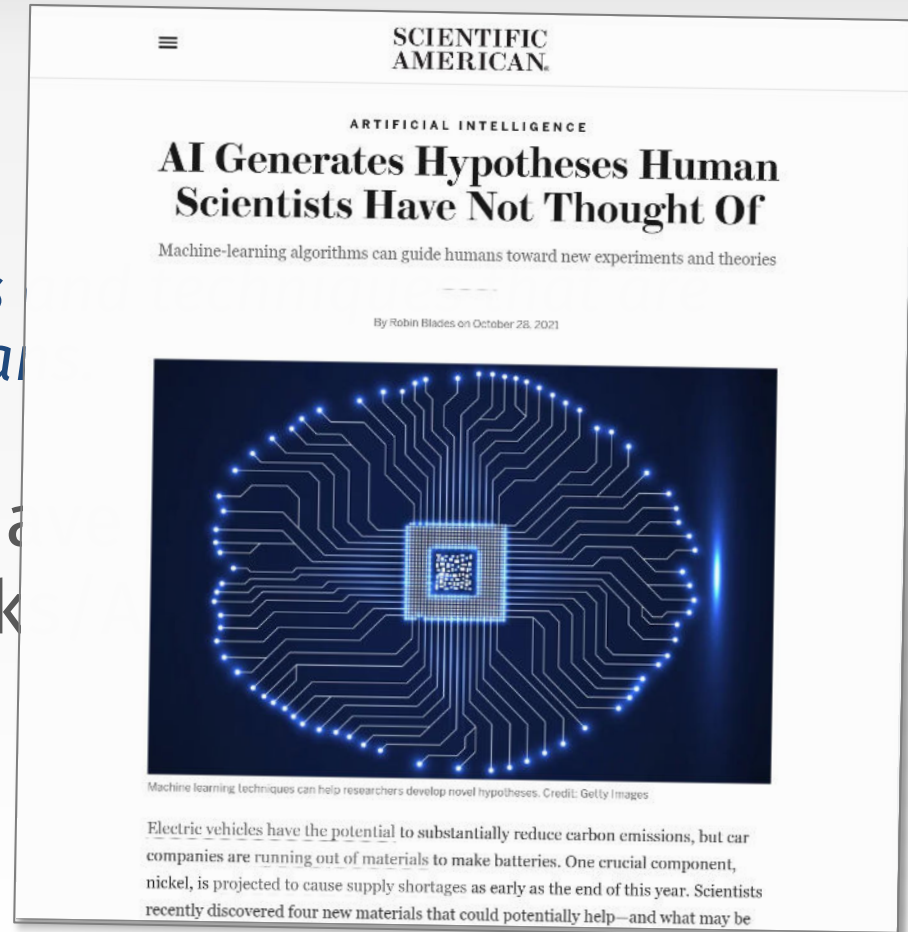 SCIENTIFIC
AMERICAN
ARTIFICIAL INTELLIGENCE
AI Generates Hypotheses Human
Scientists Have Not Thought Of
Machine-learning algorithms can guide humans toward new experiments and theories
By Robin Blades on October 28, 2021
Machine learning techniques can help researchers develop novel hypotheses. Credit: Getty Images
Electric vehicles have the potential to substantially reduce carbon emissions, but car
companies are running out of materials to make batteries. One crucial component,
nickel, is projected to cause supply shortages as early as the end of this year. Scientists
recently discovered four new materials that could potentially help—and what may be